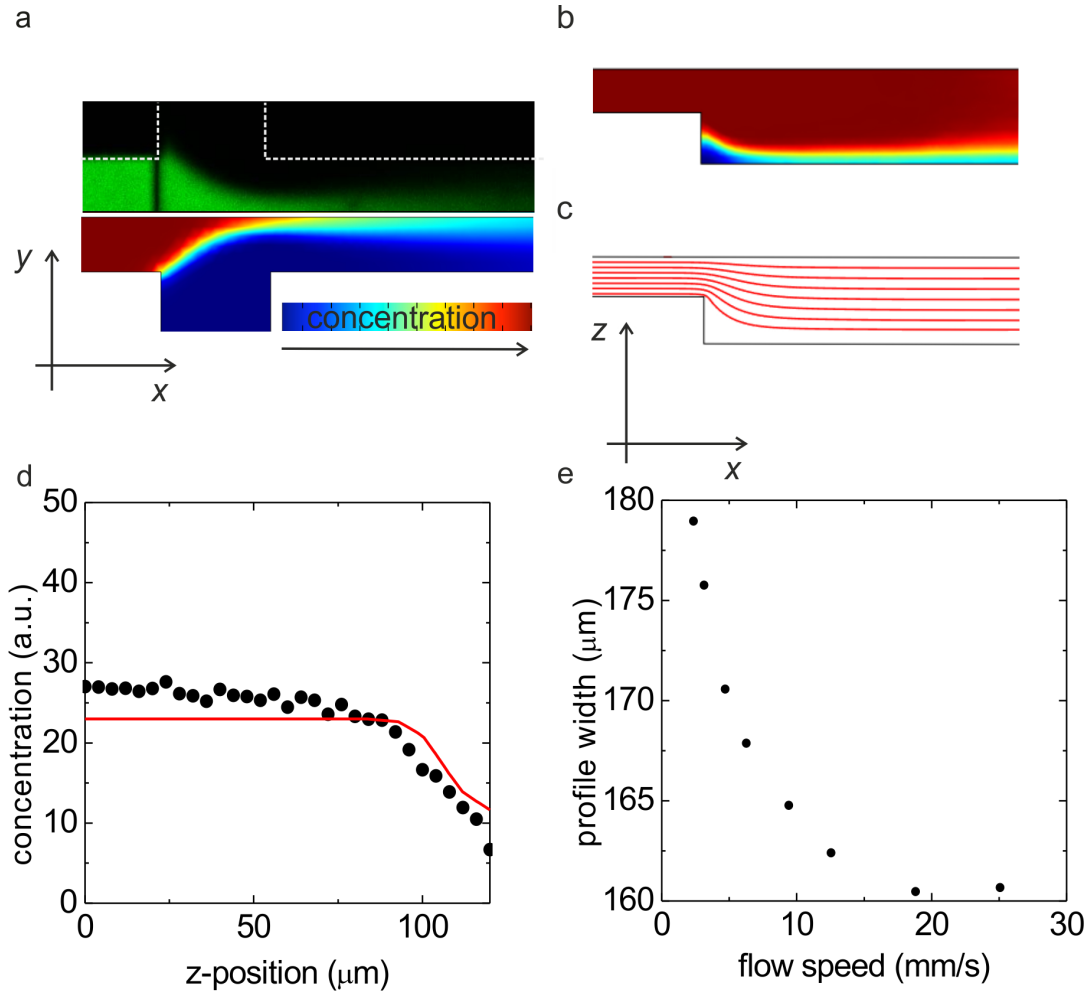 a
b
y
concentration
x
c
z
x
d
50
40
30
20
10
0
concentration (a.u.)
0
50
100
z-position (μm)
e
180
175
170
165
160
profile width (μm)
0
10
20
30
flow speed (mm/s)